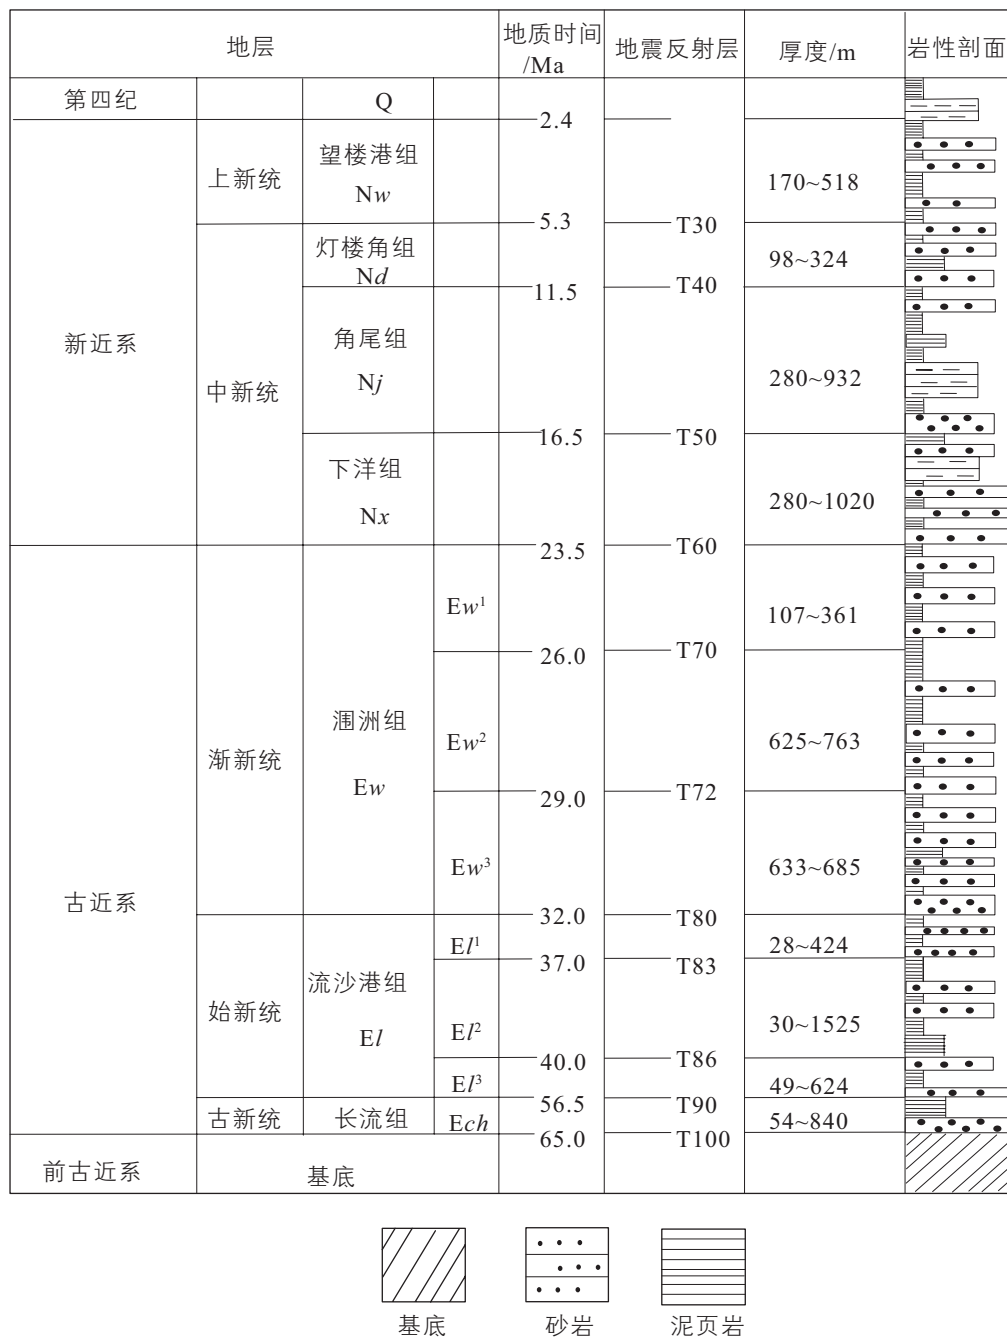 地层 地质时间/Ma 地震反射层 厚度/m 岩性剖面
第四纪 Q
2.4
上新统 望楼港组 Nw 170~518
5.3 T30
灯楼角组 Nd 98~324
11.5 T40
新近系 中新统 角尾组 Nj 280~932
16.5 T50
下洋组 Nx 280~1020
23.5 T60
Ew¹ 107~361
26.0 T70
渐新统 涠洲组 Ew Ew² 625~763
29.0 T72
Ew³ 633~685
古近系
32.0 T80
El¹ 28~424
37.0 T83
始新统 流沙港组 El El² 30~1525
40.0 T86
El³ 49~624
56.5 T90
古新统 长流组 Ech 54~840
65.0 T100
前古近系 基底
基底 砂岩 泥页岩